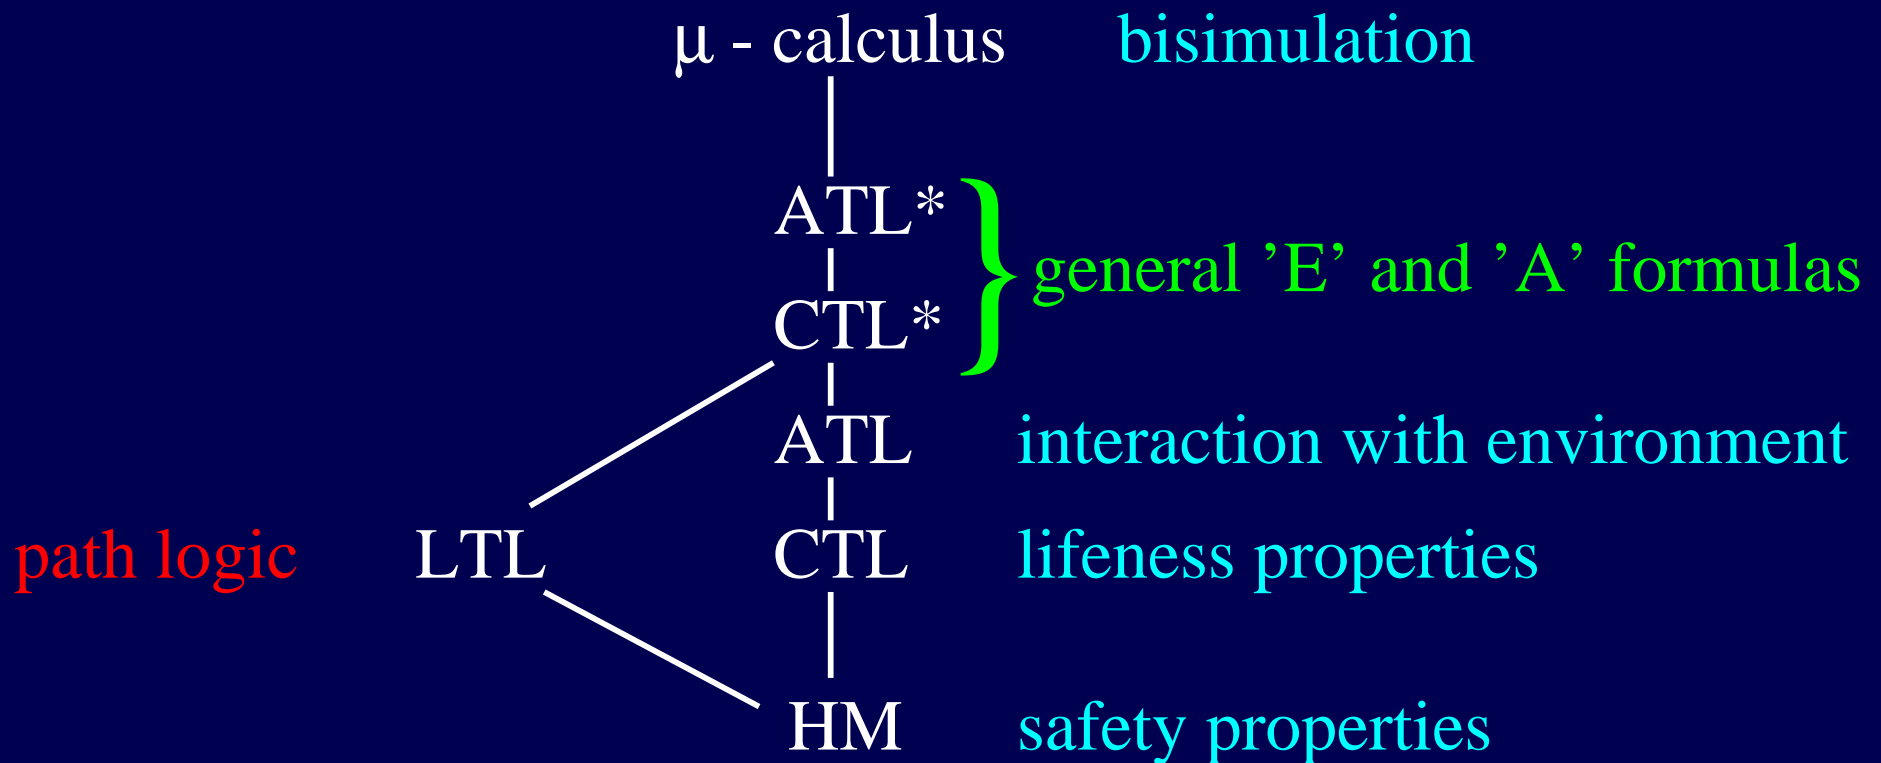 μ - calculus bisimulation
ATL*
general ’E’ and ’A’ formulas
CTL*
ATL interaction with environment
path logic LTL CTL lifeness properties
HM safety properties